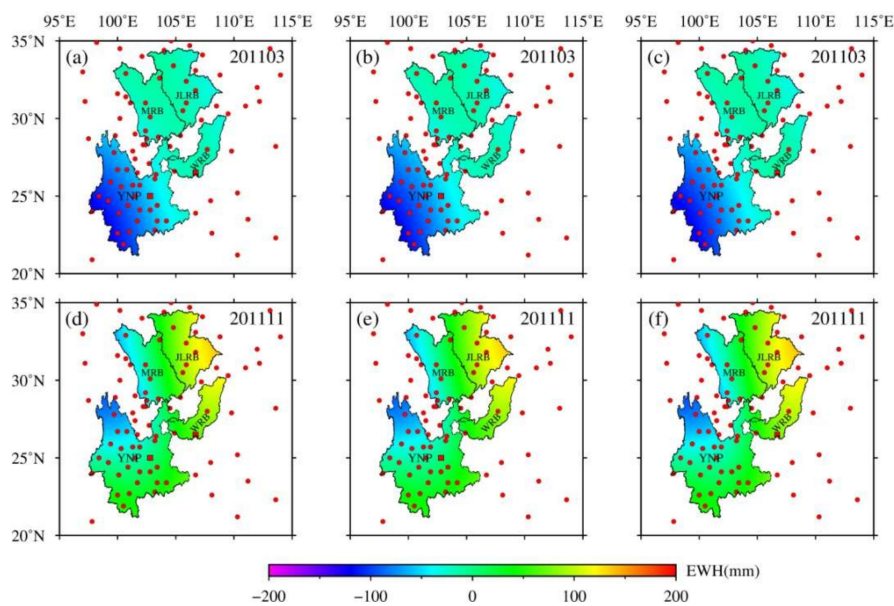 95°E 100°E 105°E 110°E 115°E 95°E 100°E 105°E 110°E 115°E 95°E 100°E 105°E 110°E 115°E
35°N
(a) 201103 (b) 201103 (c) 201103
JLRB JLRB JLRB
MRB MRB MRB
30°N
WRB WRB WRB
25°N
YNP YNP YNP
20°N
35°N
(d) 201111 (e) 201111 (f) 201111
JLRB JLRB JLRB
MRB MRB MRB
30°N
WRB WRB WRB
25°N
YNP YNP YNP
20°N
EWH(mm)
−200 −100 0 100 200